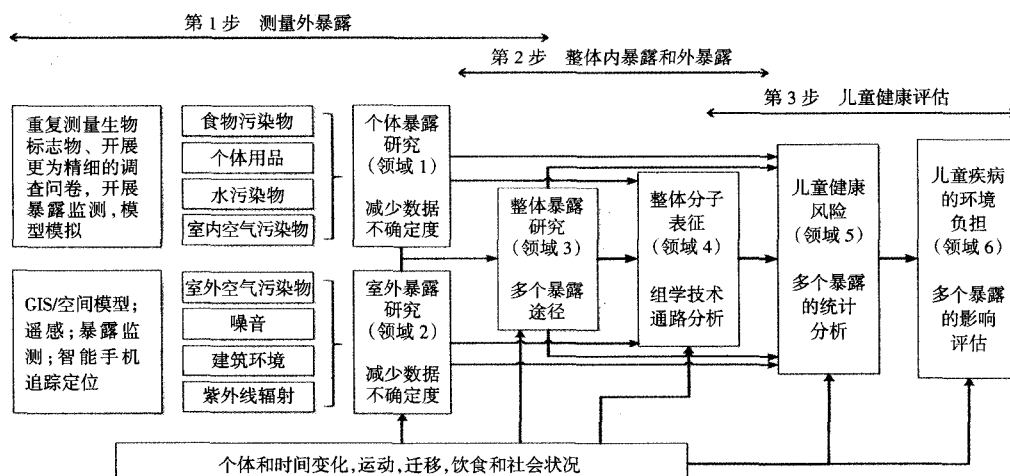 第1步 测量外暴露
第2步 整体内暴露和外暴露
第3步 儿童健康评估
重复测量生物
标志物、开展
更为精细的调
查问卷，开展
暴露监测，模
型模拟
食物污染物
个体用品
水污染物
室内空气污染物
个体暴露
研究
(领域1)
减少数据
不确定度
GIS/空间模型；
遥感；暴露监
测；智能手机
追踪定位
室外空气污染物
噪音
建筑环境
紫外线辐射
室外暴露
研究
(领域2)
减少数据
不确定度
整体暴露
研究
(领域3)
多个暴露
途径
整体分子
表征
(领域4)
组学技术
通路分析
儿童健康
风险
(领域5)
多个暴露
的统计
分析
儿童疾病
的环境
负担
(领域6)
多个暴露
的影响
评估
个体和时间变化，运动，迁移，饮食和社会状况